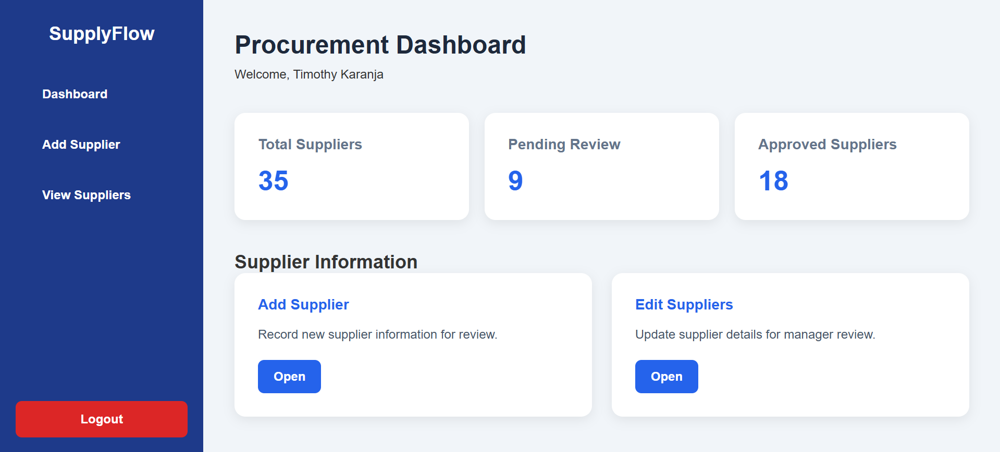 SupplyFlow
Dashboard
Add Supplier
View Suppliers
Logout
Procurement Dashboard
Welcome, Timothy Karanja
Total Suppliers
35
Pending Review
9
Approved Suppliers
18
Supplier Information
Add Supplier
Record new supplier information for review.
Open
Edit Suppliers
Update supplier details for manager review.
Open